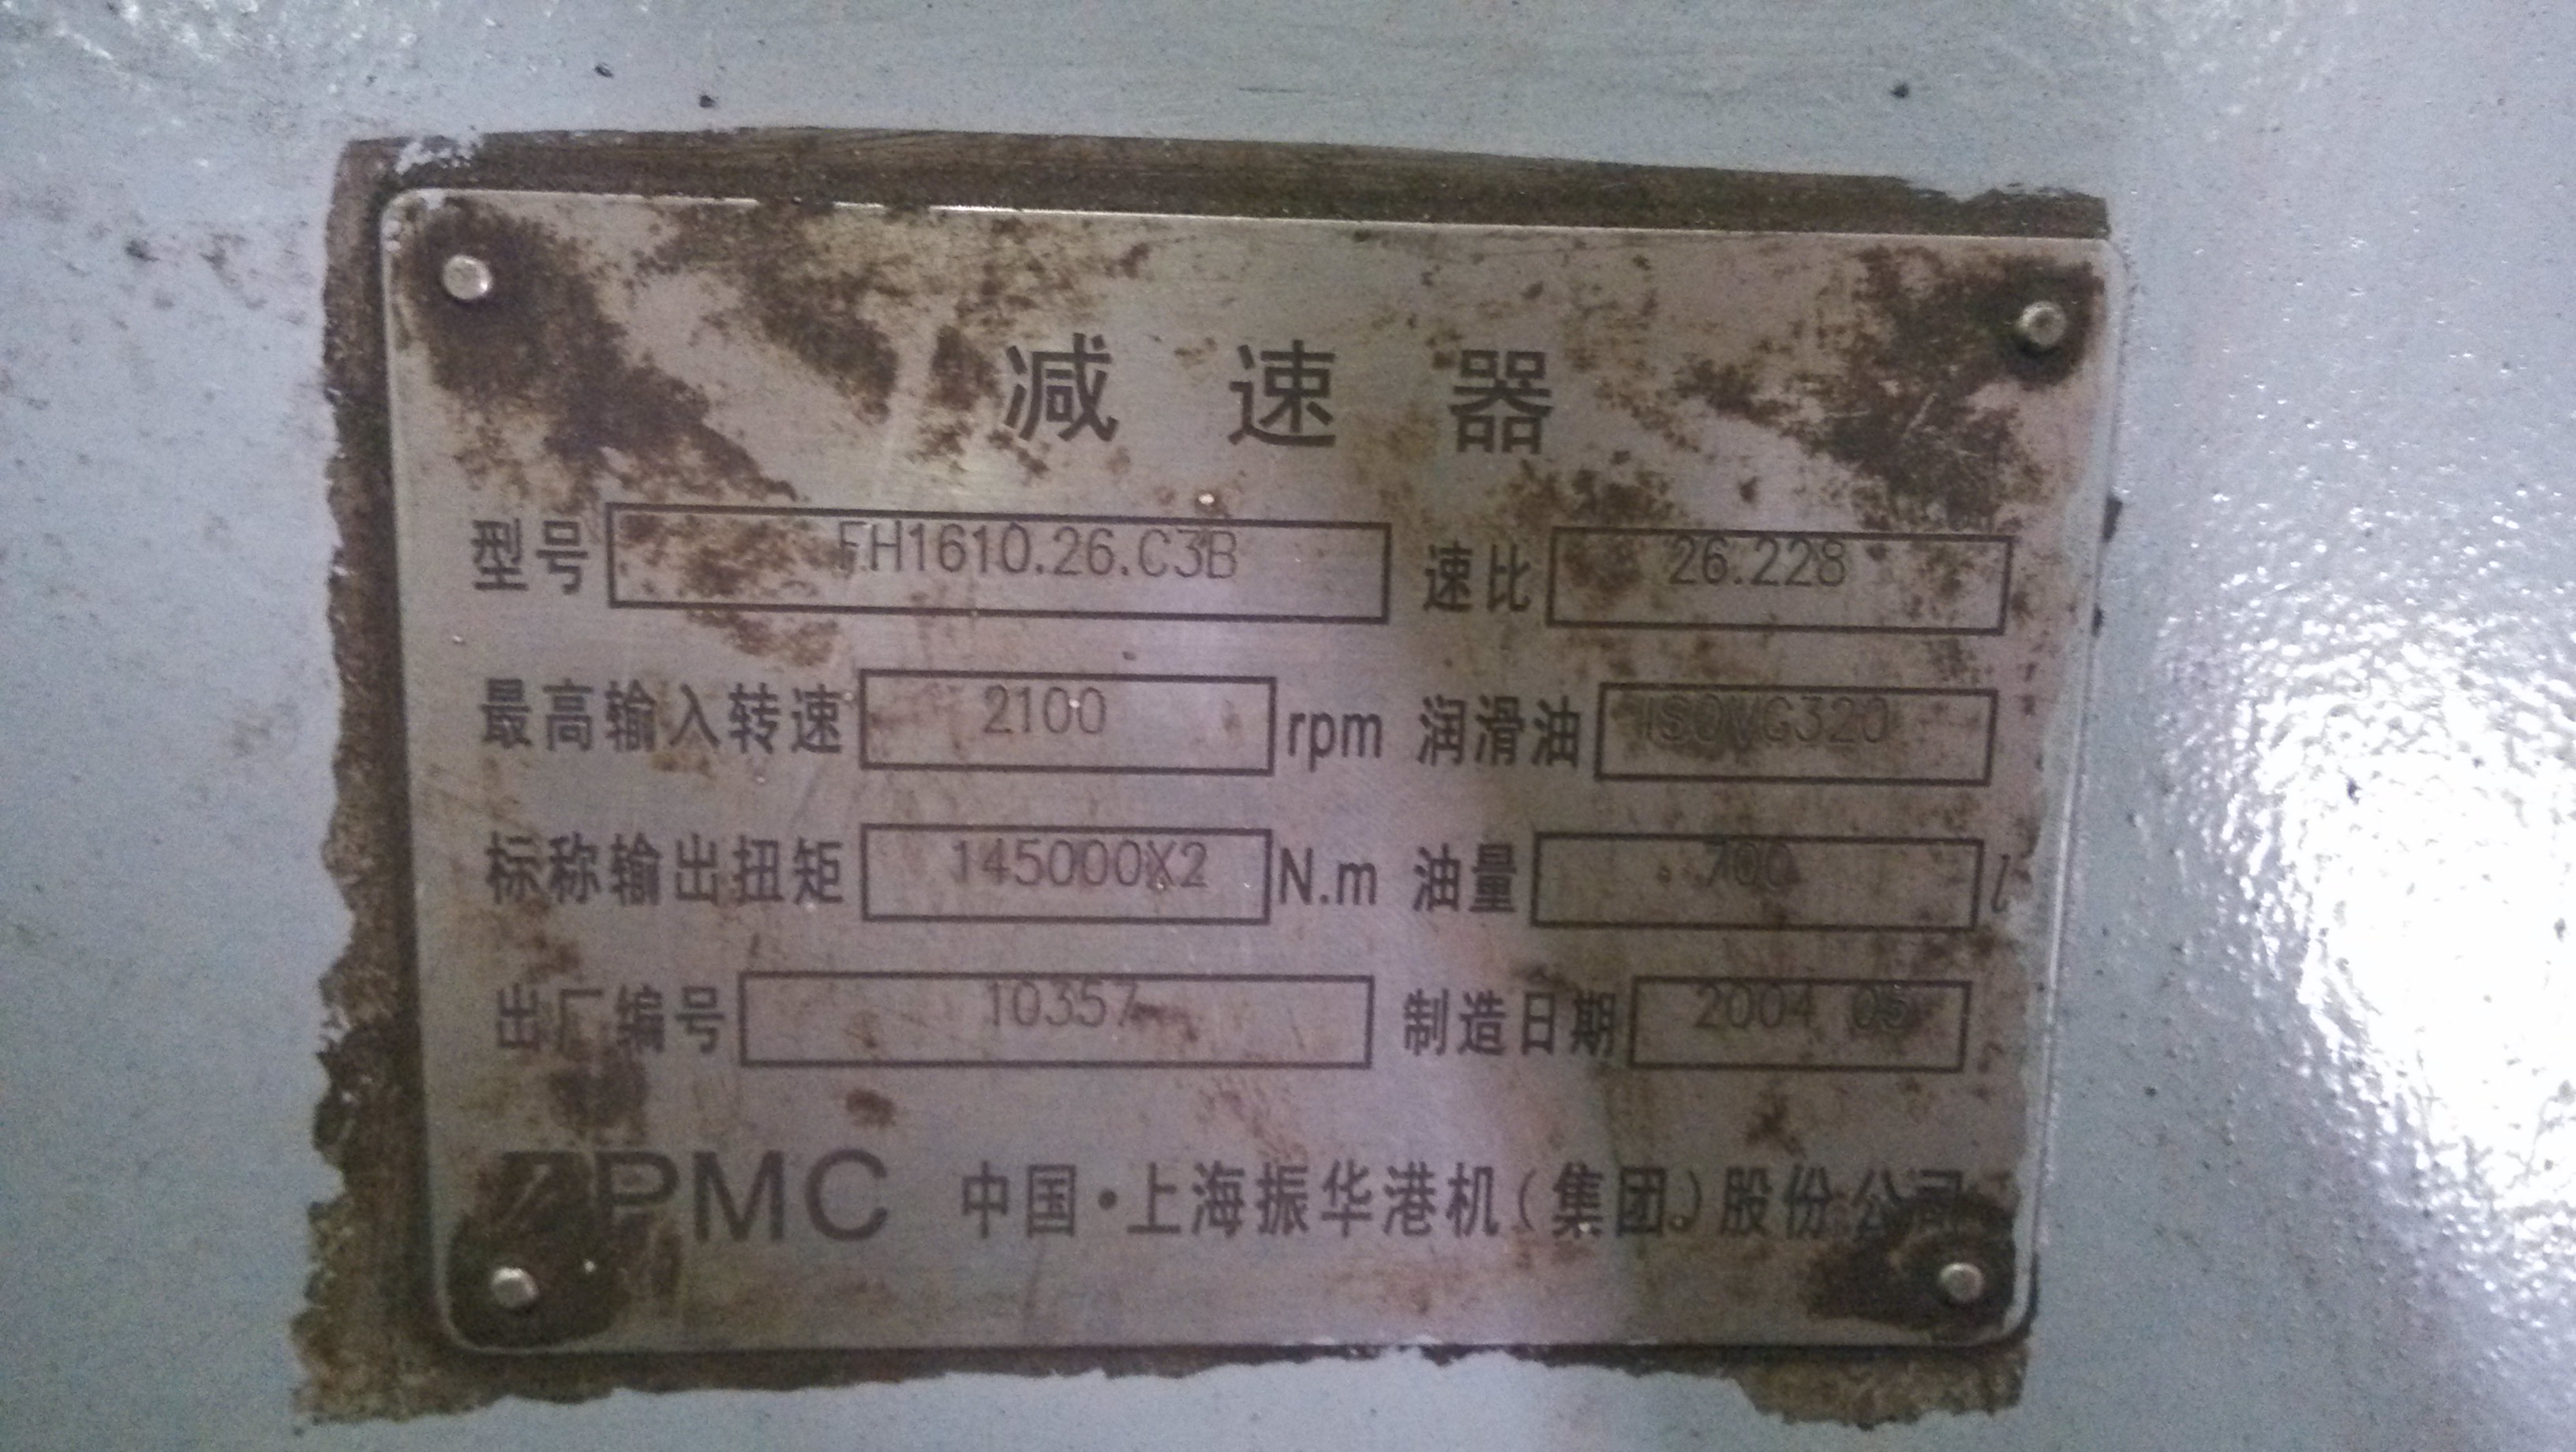 减速器
型号 FH1610.26.C3B 速比 26.228
最高输入转速 2100 rpm 润滑油 ISOVG320
标称输出扭矩 145000X2 N.m 油量 700 l
出厂编号 10357 制造日期 2004 05
ZPMC 中国·上海振华港机(集团)股份公司